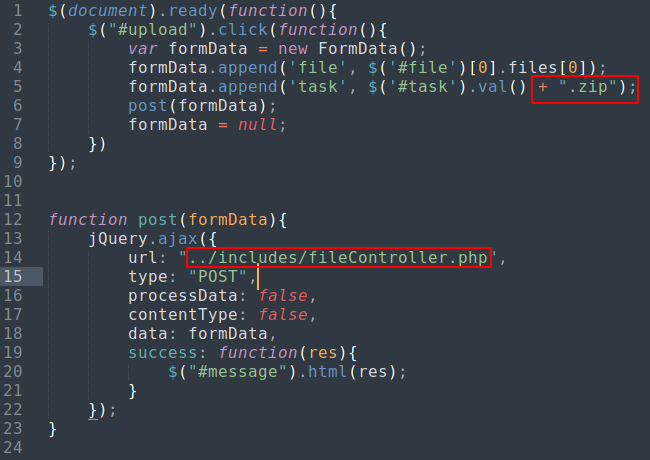 1 $(document).ready(function(){
2 $("#upload").click(function(){
3 var formData = new FormData();
4 formData.append('file', $('#file')[0].files[0]);
5 formData.append('task', $('#task').val() + ".zip");
6 post(formData);
7 formData = null;
8 })
9 });
10
11
12 function post(formData){
13 jQuery.ajax({
14 url: "../includes/fileController.php",
15 type: "POST",
16 processData: false,
17 contentType: false,
18 data: formData,
19 success: function(res){
20 $("#message").html(res);
21 }
22 });
23 }
24